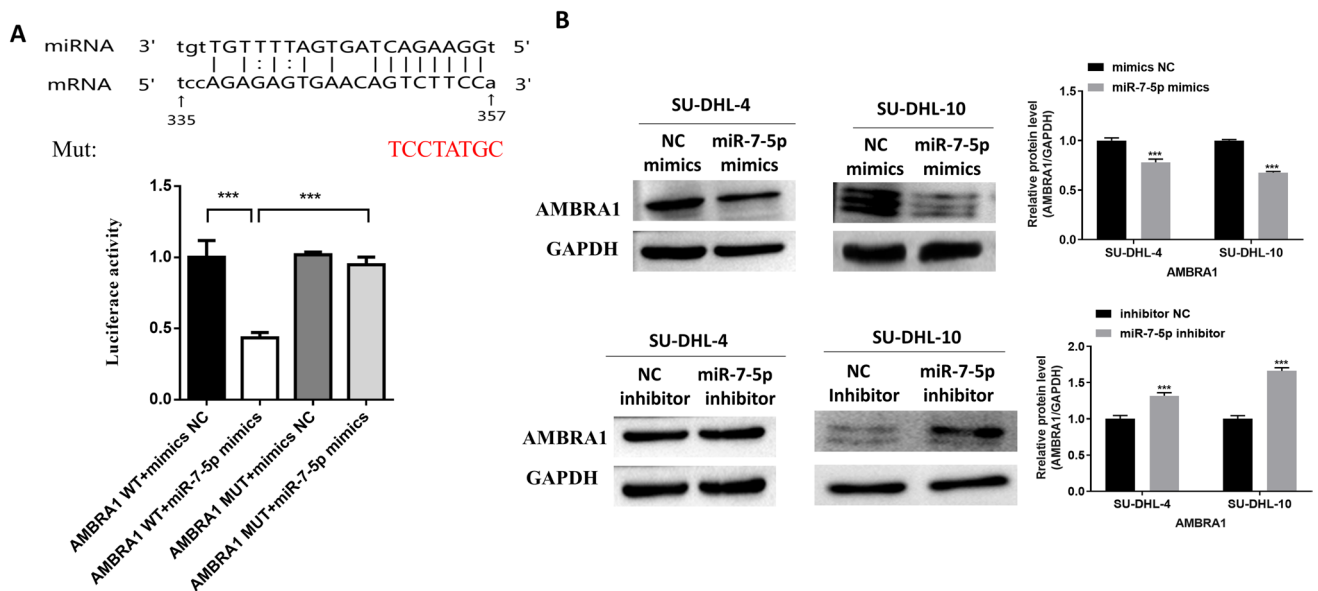 A
miRNA 3' tgtTGTTTTAGTGATCAGAAGGt 5'
mRNA 5' tccAGAGAGTGAACAGTCTTCCa 3'
335 357
Mut: TCCTATGC
Luciferace activity
1.5
1.0
0.5
0.0
***
***
AMBRA1 WT+mimics NC
AMBRA1 WT+miR-7-5p mimics
AMBRA1 MUT+mimics NC
AMBRA1 MUT+miR-7-5p mimics
B
SU-DHL-4
SU-DHL-10
NC mimics
miR-7-5p mimics
NC mimics
miR-7-5p mimics
AMBRA1
GAPDH
mimics NC
miR-7-5p mimics
Rrelative protein level
(AMBRA1/GAPDH)
1.5
1.0
0.5
0.0
***
***
SU-DHL-4
SU-DHL-10
AMBRA1
SU-DHL-4
SU-DHL-10
NC inhibitor
miR-7-5p inhibitor
NC Inhibitor
miR-7-5p inhibitor
AMBRA1
GAPDH
inhibitor NC
miR-7-5p inhibitor
Rrelative protein level
(AMBRA1/GAPDH)
2.0
1.5
1.0
0.5
0.0
***
***
SU-DHL-4
SU-DHL-10
AMBRA1